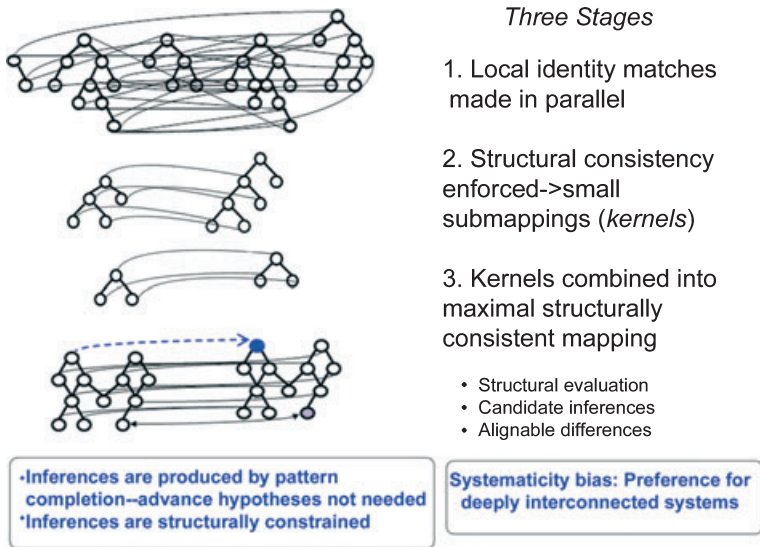 Three Stages
1. Local identity matches
made in parallel
2. Structural consistency
enforced->small
submappings (kernels)
3. Kernels combined into
maximal structurally
consistent mapping
• Structural evaluation
• Candidate inferences
• Alignable differences
•Inferences are produced by pattern
completion--advance hypotheses not needed
•Inferences are structurally constrained
Systematicity bias: Preference for
deeply interconnected systems